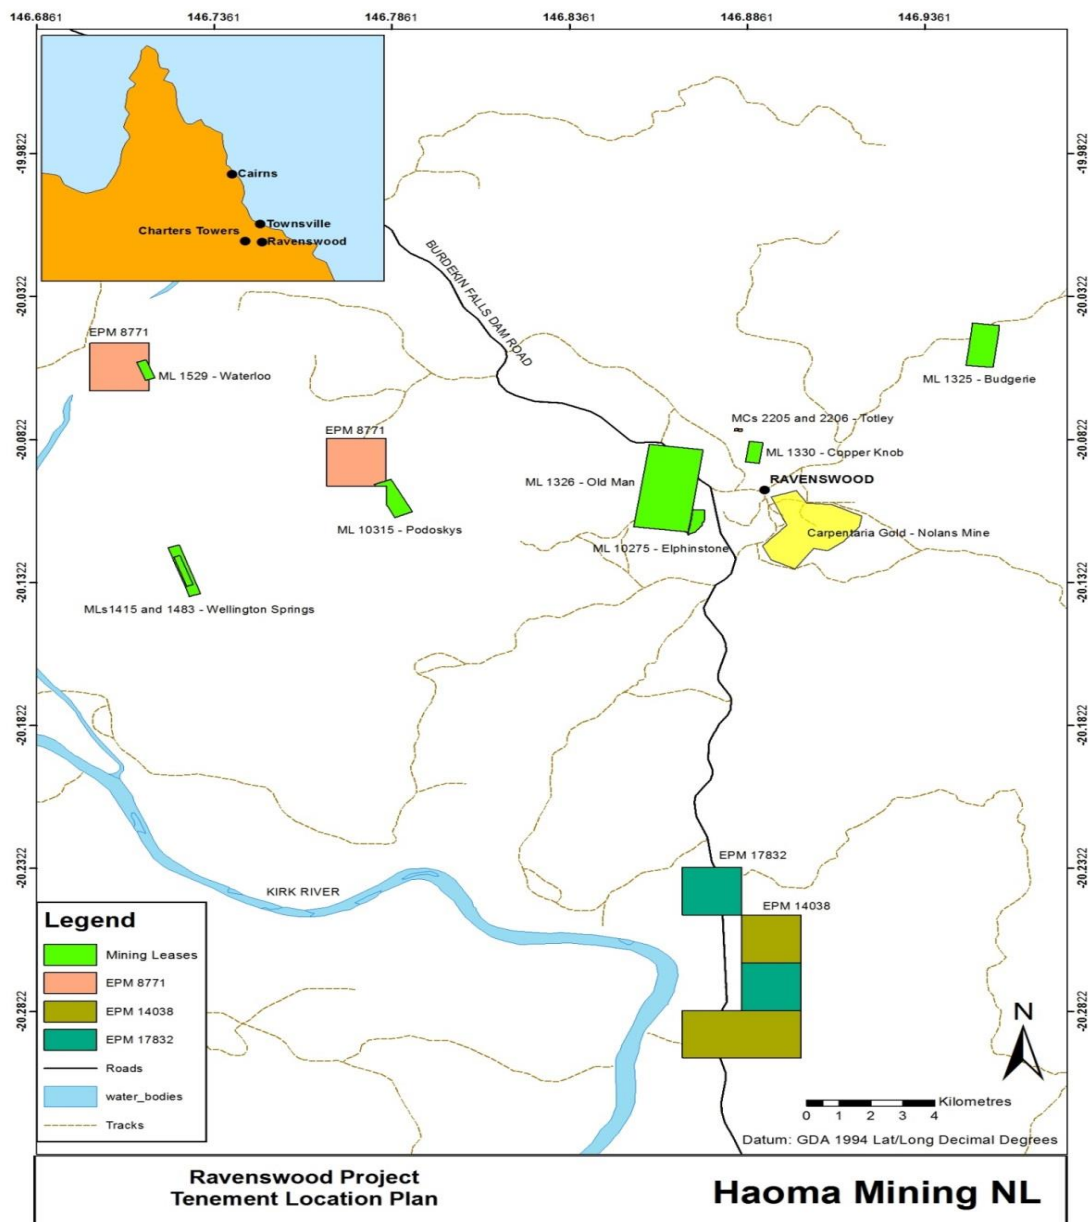 146.6861 146.7361 146.7861 146.8361 146.8861 146.9361
-19.9822
-20.0322
-20.0822
-20.1322
-20.1822
-20.2322
-20.2822
-19.9822
-20.0322
-20.0822
-20.1322
-20.1822
-20.2322
-20.2822
Cairns
Townsville
Charters Towers
Ravenswood
BURDEKIN FALLS DAM ROAD
EPM 8771
ML 1529 - Waterloo
ML 1325 - Budgerie
MCs 2205 and 2206 - Totley
EPM 8771
ML 1330 - Copper Knob
RAVENSWOOD
ML 1326 - Old Man
ML 10315 - Podoskys
Carpentaria Gold - Nolans Mine
ML 10275 - Elphinstone
MLs1415 and 1483 - Wellington Springs
EPM 17832
KIRK RIVER
EPM 14038
Legend
Mining Leases
EPM 8771
EPM 14038
EPM 17832
Roads
water_bodies
Tracks
N
Kilometres
0 1 2 3 4
Datum: GDA 1994 Lat/Long Decimal Degrees
Ravenswood Project
Tenement Location Plan
Haoma Mining NL